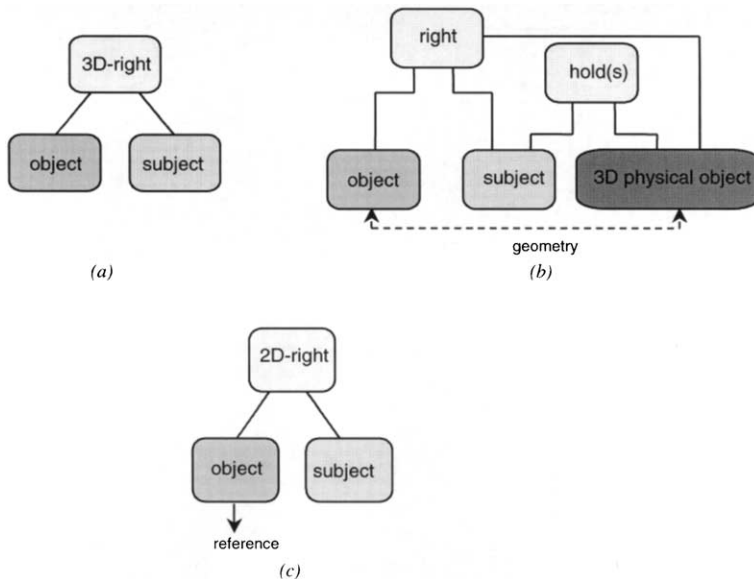 3D-right
object
subject
(a)
right
hold(s)
object
subject
3D physical object
geometry
(b)
2D-right
object
subject
reference
(c)